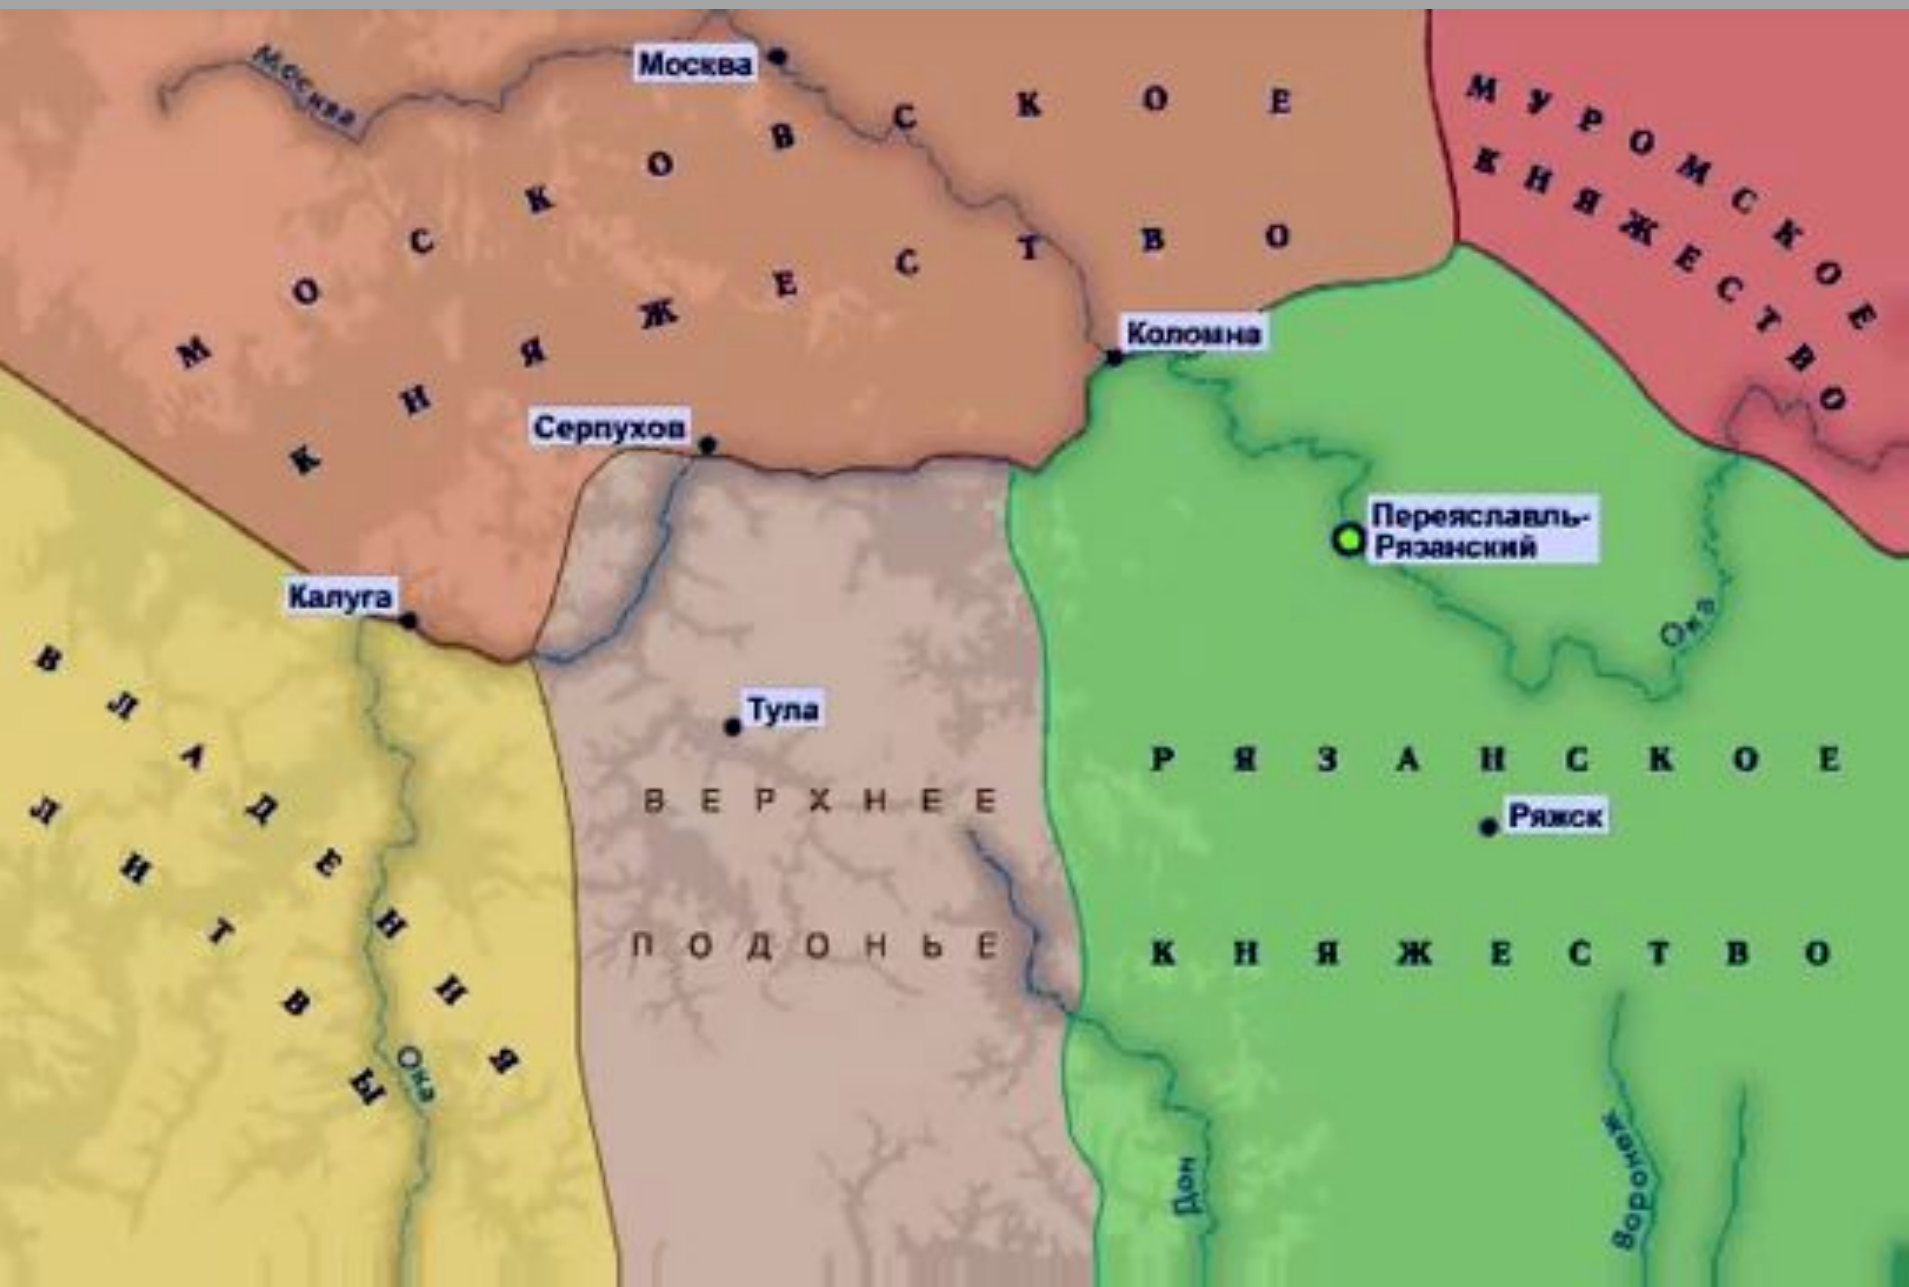 Москва
Москва
МОСКОВСКОЕ
КНЯЖЕСТВО
МУРОМСКОЕ
КНЯЖЕСТВО
Коломна
Серпухов
Переяславль-
Рязанский
Калуга
Ока
ВЛАДЕНИЯ
ЛИТВЫ
Тула
ВЕРХНЕЕ
ПОДОНЬЕ
РЯЗАНСКОЕ
Ряжск
КНЯЖЕСТВО
Ока
Дон
Воронеж